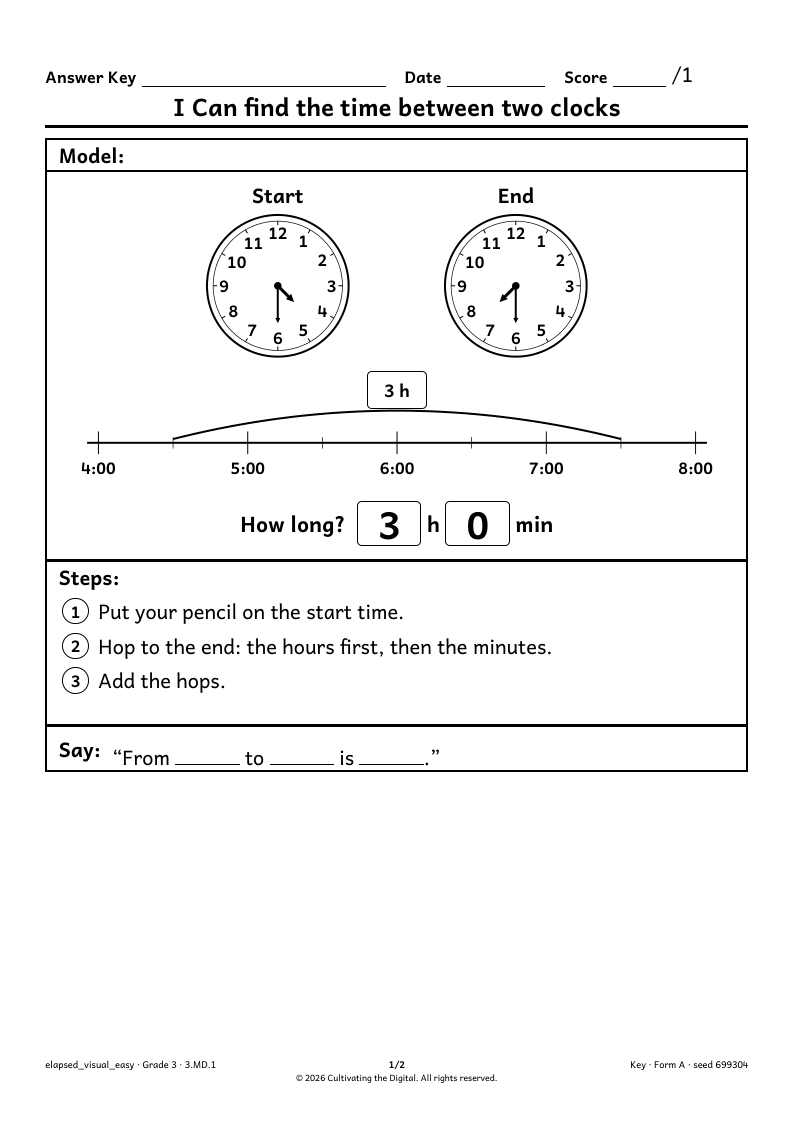 Answer Key Date Score /1
I Can find the time between two clocks
Model:
Start End
12 1 2 3 4 5 6 7 8 9 10 11
12 1 2 3 4 5 6 7 8 9 10 11
3 h
4:00 5:00 6:00 7:00 8:00
How long? 3 h 0 min
Steps:
1 Put your pencil on the start time.
2 Hop to the end: the hours first, then the minutes.
3 Add the hops.
Say: “From ______ to ______ is ______.”
elapsed_visual_easy · Grade 3 · 3.MD.1 1/2 Key · Form A · seed 699304
© 2026 Cultivating the Digital. All rights reserved.